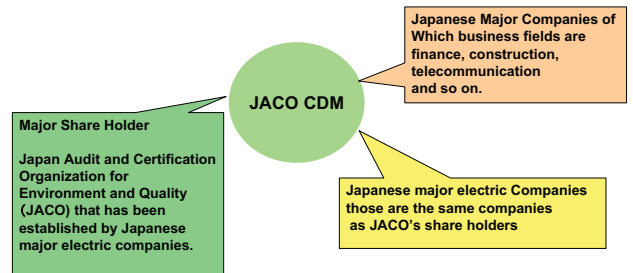 Japanese Major Companies of
Which business fields are
finance, construction,
telecommunication
and so on.
JACO CDM
Major Share Holder
Japan Audit and Certification
Organization for
Environment and Quality
(JACO) that has been
established by Japanese
major electric companies.
Japanese major electric Companies
those are the same companies
as JACO's share holders